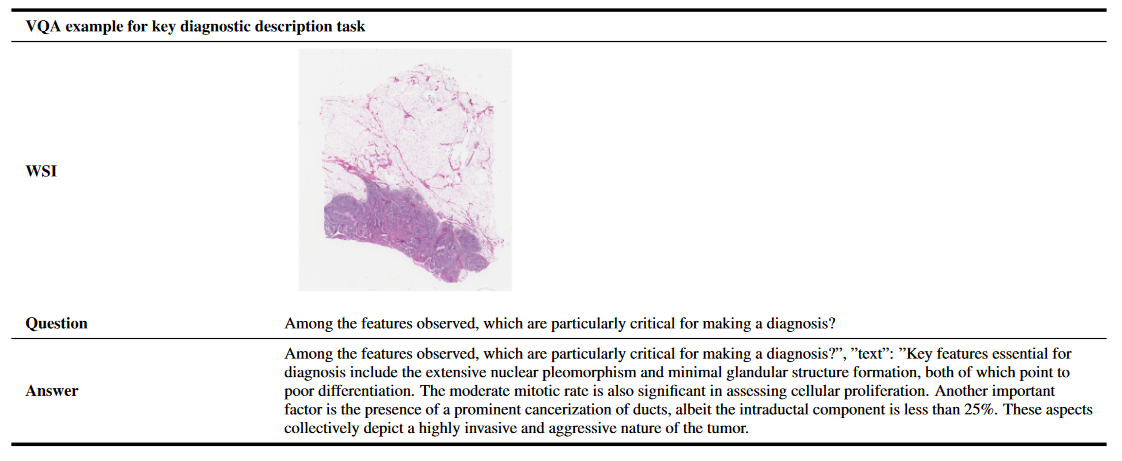 VQA example for key diagnostic description task
WSI
Question
Among the features observed, which are particularly critical for making a diagnosis?
Answer
Among the features observed, which are particularly critical for making a diagnosis?”, ”text”: ”Key features essential for
diagnosis include the extensive nuclear pleomorphism and minimal glandular structure formation, both of which point to
poor differentiation. The moderate mitotic rate is also significant in assessing cellular proliferation. Another important
factor is the presence of a prominent cancerization of ducts, albeit the intraductal component is less than 25%. These aspects
collectively depict a highly invasive and aggressive nature of the tumor.